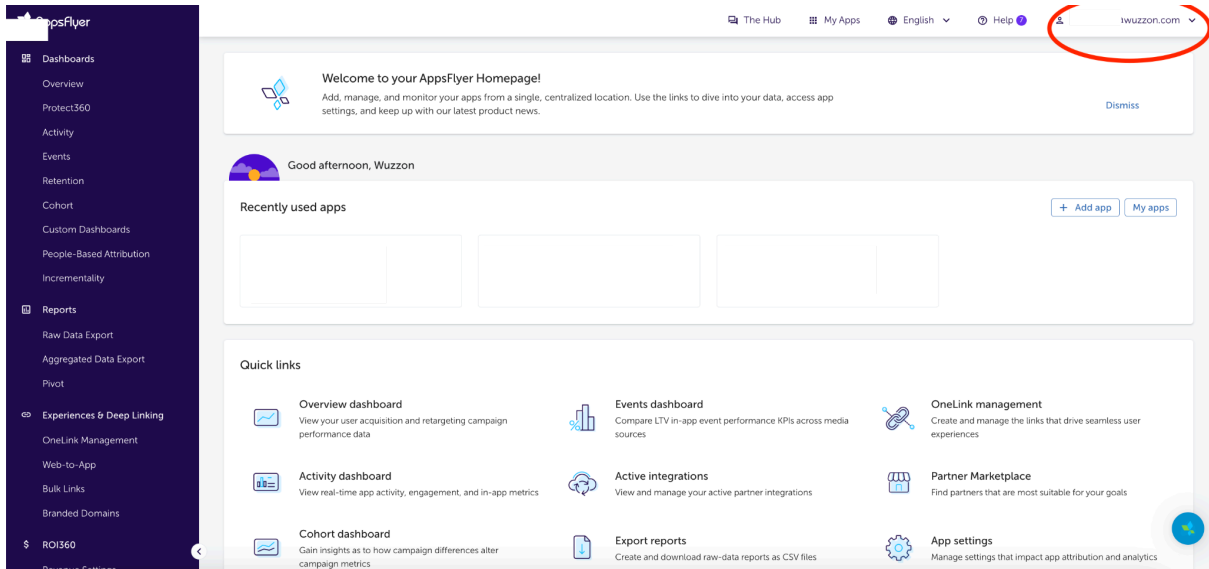 AppsFlyer
The Hub
My Apps
English
Help 7
wuzzon.com
Dashboards
Overview
Protect360
Activity
Events
Retention
Cohort
Custom Dashboards
People-Based Attribution
Incrementality
Reports
Raw Data Export
Aggregated Data Export
Pivot
Experiences & Deep Linking
OneLink Management
Web-to-App
Bulk Links
Branded Domains
$ ROI360
Welcome to your AppsFlyer Homepage!
Add, manage, and monitor your apps from a single, centralized location. Use the links to dive into your data, access app
settings, and keep up with our latest product news.
Dismiss
Good afternoon, Wuzzon
Recently used apps
+ Add app
My apps
Quick links
Overview dashboard
View your user acquisition and retargeting campaign
performance data
Events dashboard
Compare LTV in-app event performance KPIs across media
sources
OneLink management
Create and manage the links that drive seamless user
experiences
Activity dashboard
View real-time app activity, engagement, and in-app metrics
Active integrations
View and manage your active partner integrations
Partner Marketplace
Find partners that are most suitable for your goals
Cohort dashboard
Gain insights as to how campaign differences alter
campaign metrics
Export reports
Create and download raw-data reports as CSV files
App settings
Manage settings that impact app attribution and analytics